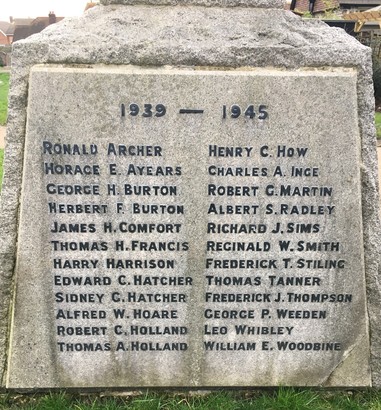 1939 — 1945
RONALD ARCHER
HORACE E. AYEARS
GEORGE H. BURTON
HERBERT F. BURTON
JAMES H. COMFORT
THOMAS H. FRANCIS
HARRY HARRISON
EDWARD C. HATCHER
SIDNEY G. HATCHER
ALFRED W. HOARE
ROBERT C. HOLLAND
THOMAS A. HOLLAND
HENRY C. HOW
CHARLES A. INGE
ROBERT G. MARTIN
ALBERT S. RADLEY
RICHARD J. SIMS
REGINALD W. SMITH
FREDERICK T. STILING
THOMAS TANNER
FREDERICK J. THOMPSON
GEORGE P. WEEDEN
LEO WHIBLEY
WILLIAM E. WOODBINE